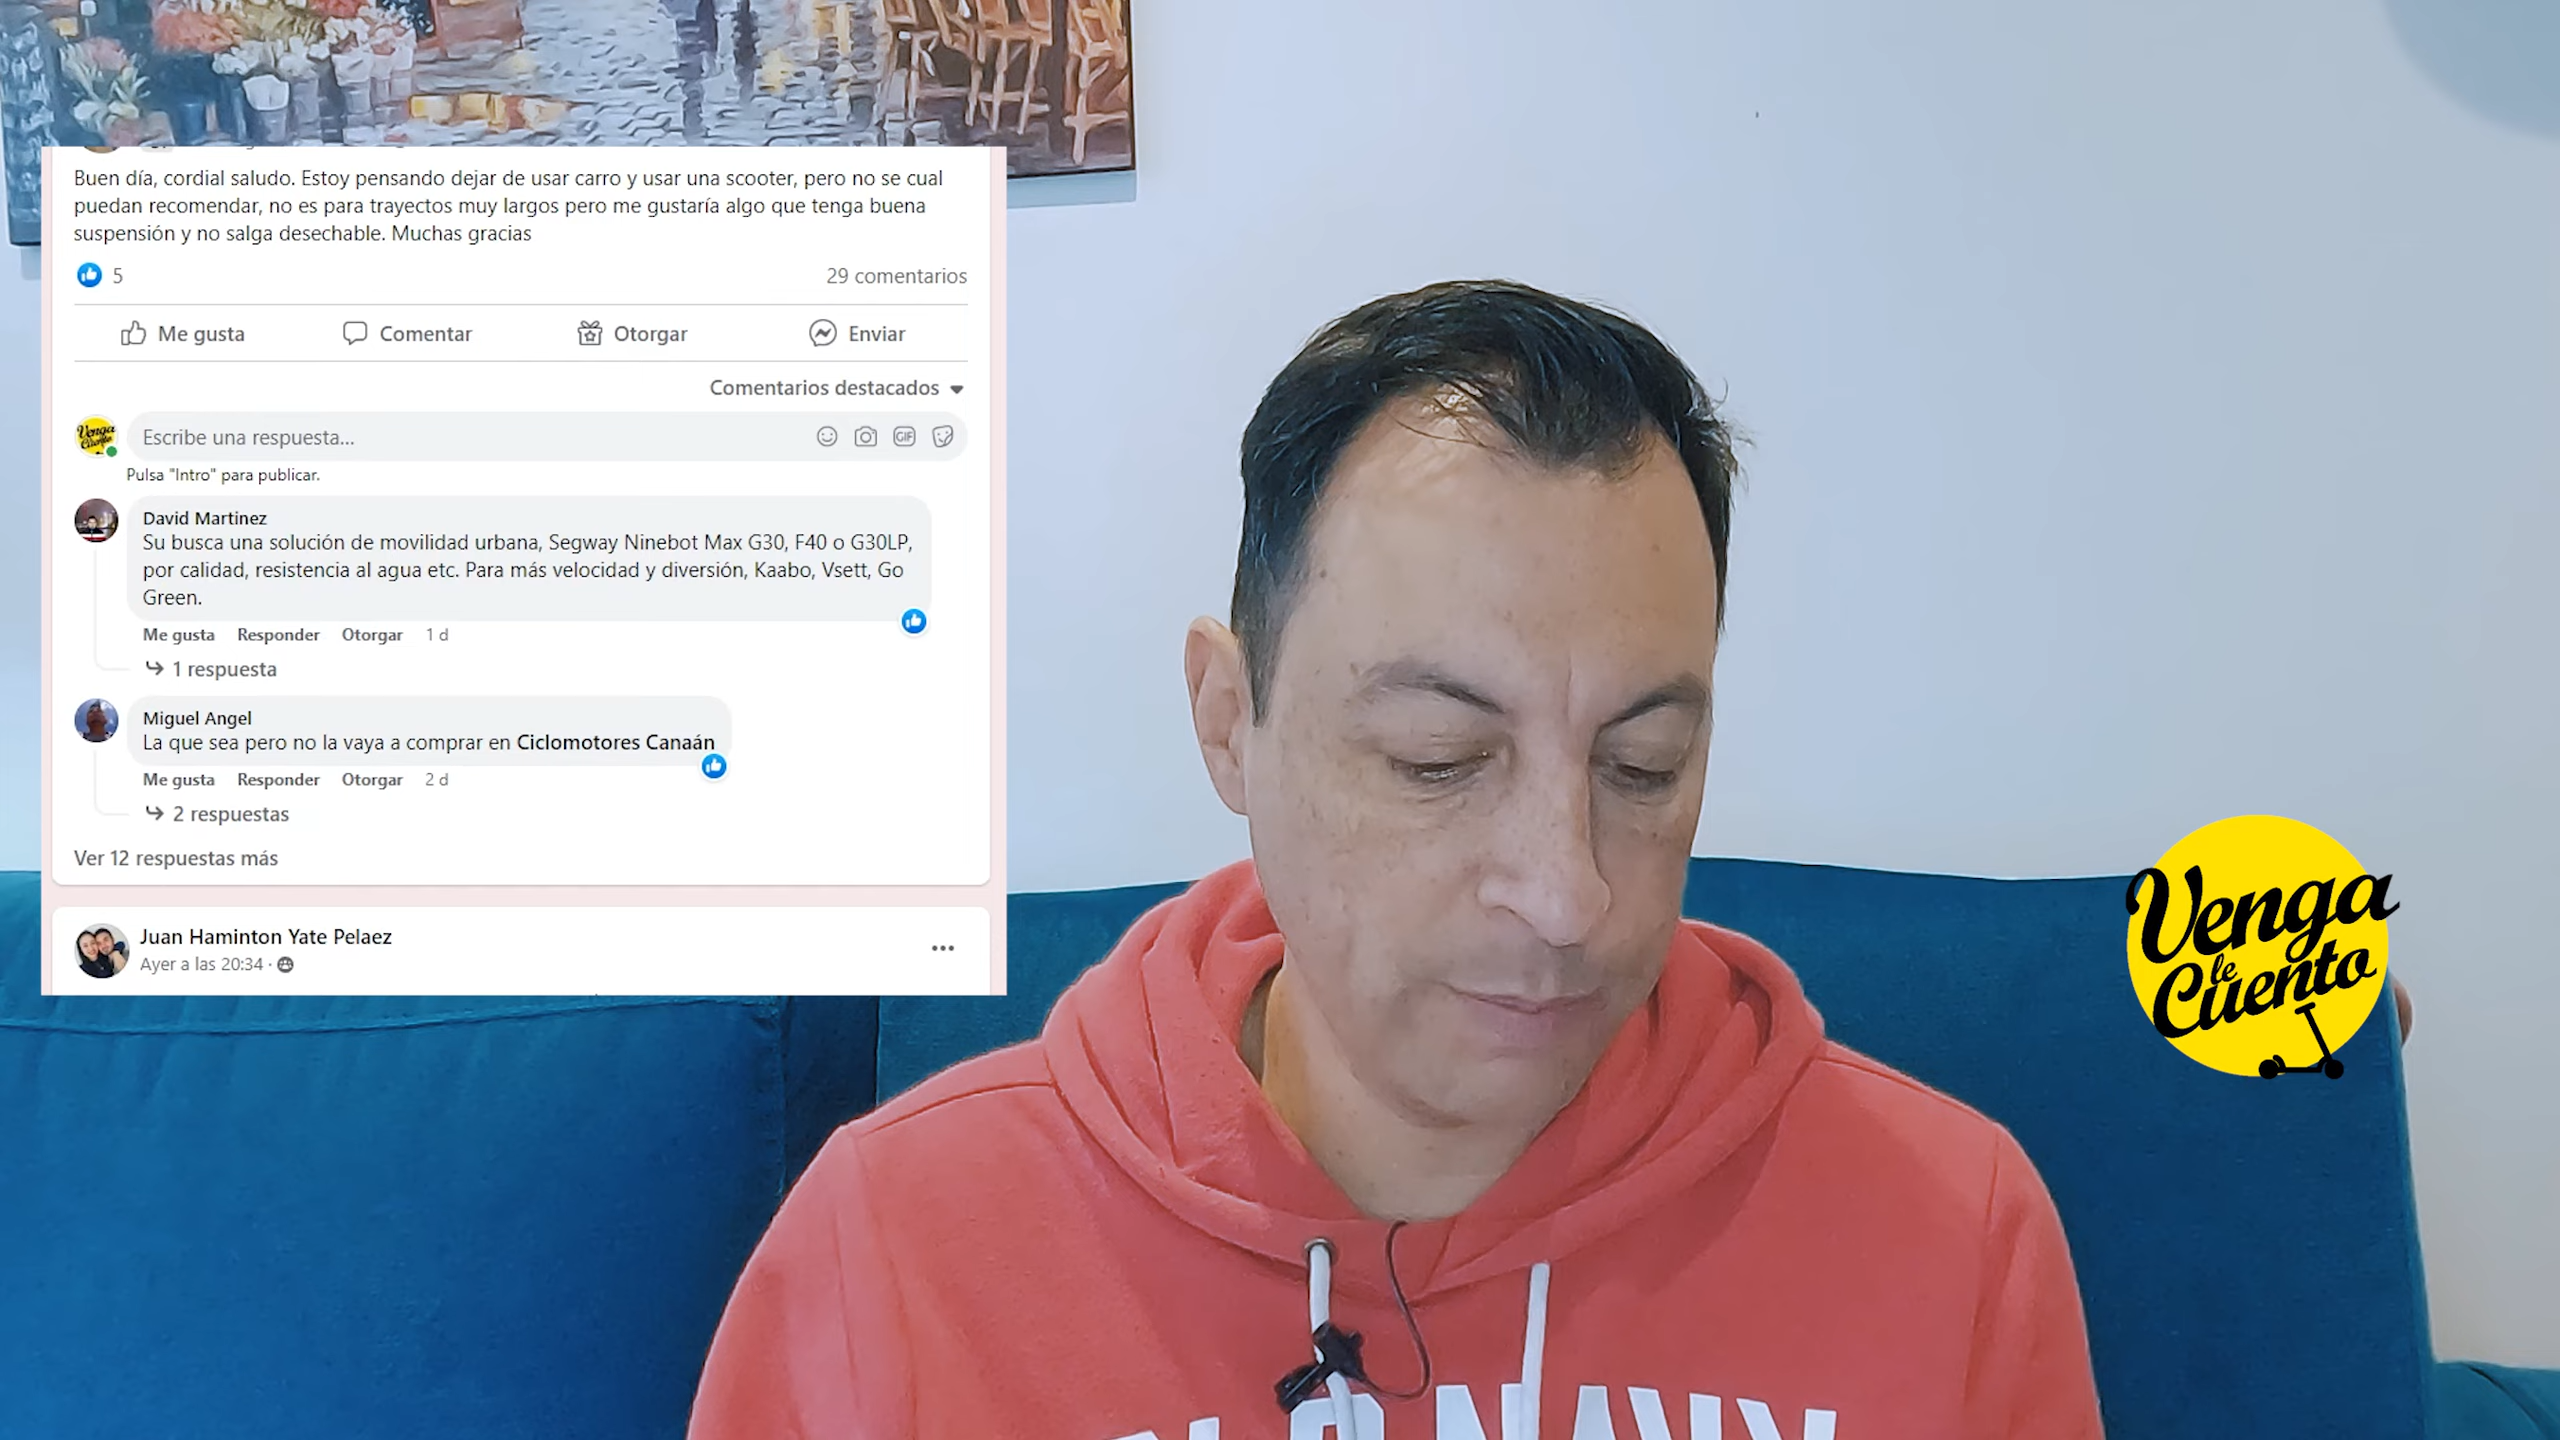 Buen día, cordial saludo. Estoy pensando dejar de usar carro y usar una scooter, pero no se cual
puedan recomendar, no es para trayectos muy largos pero me gustaría algo que tenga buena
suspensión y no salga desechable. Muchas gracias
5
29 comentarios
Me gusta
Comentar
Otorgar
Enviar
Comentarios destacados
Venga le Cuento
Escribe una respuesta...
GIF
Pulsa "Intro" para publicar.
David Martinez
Su busca una solución de movilidad urbana, Segway Ninebot Max G30, F40 o G30LP,
por calidad, resistencia al agua etc. Para más velocidad y diversión, Kaabo, Vsett, Go
Green.
Me gusta Responder Otorgar 1 d
1 respuesta
Miguel Angel
La que sea pero no la vaya a comprar en Ciclomotores Canaán
Me gusta Responder Otorgar 2 d
2 respuestas
Ver 12 respuestas más
Juan Haminton Yate Pelaez
Ayer a las 20:34 ·
Venga
le
Cuento
OLD NAVY